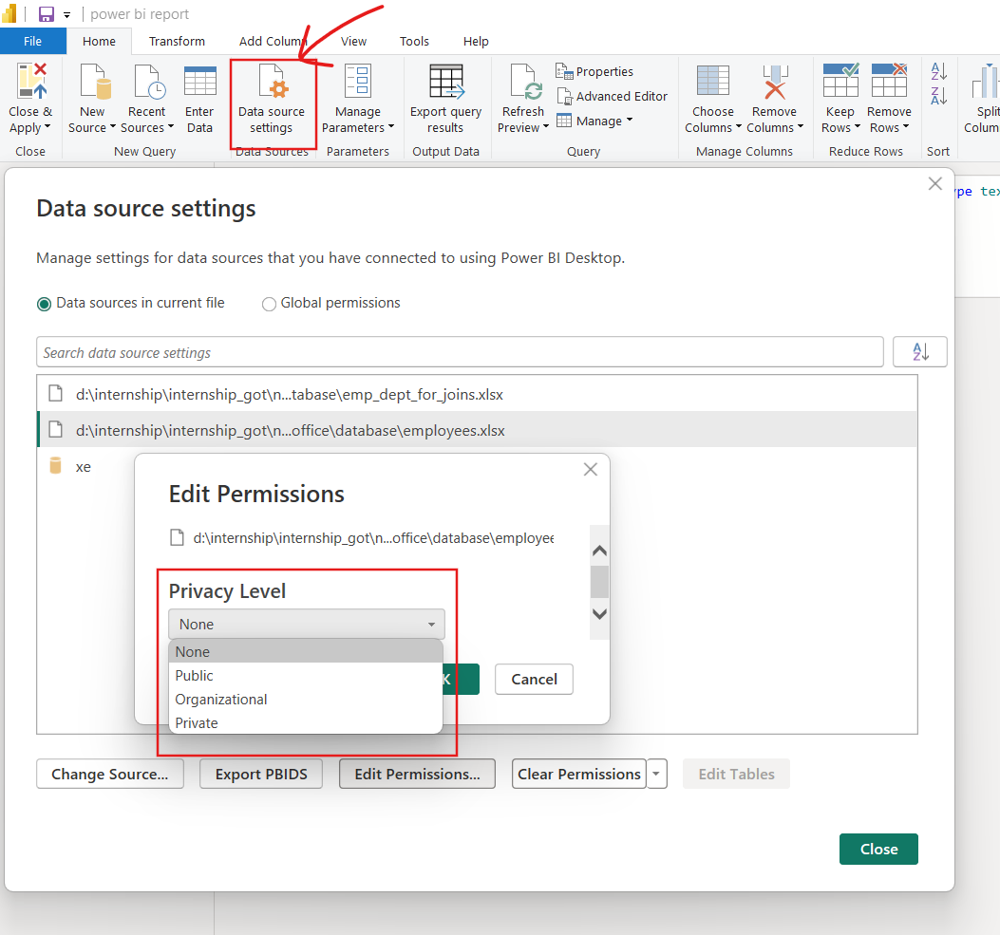 power bi report
File Home Transform Add Column View Tools Help
Close & Apply
New Source
Recent Sources
Enter Data
Data source settings
Manage Parameters
Export query results
Refresh Preview
Properties
Advanced Editor
Manage
Choose Columns
Remove Columns
Keep Rows
Remove Rows
Split
Colum
Close New Query Data Sources Parameters Output Data Query Manage Columns Reduce Rows Sort
Data source settings
pe tex
Manage settings for data sources that you have connected to using Power BI Desktop.
Data sources in current file Global permissions
Search data source settings
d:\internship\internship_got\n...tabase\emp_dept_for_joins.xlsx
d:\internship\internship_got\n...office\database\employees.xlsx
xe
Edit Permissions
d:\internship\internship_got\n...office\database\employee
Privacy Level
None
None
Public
Organizational
Private
K
Cancel
Change Source... Export PBIDS Edit Permissions... Clear Permissions Edit Tables
Close